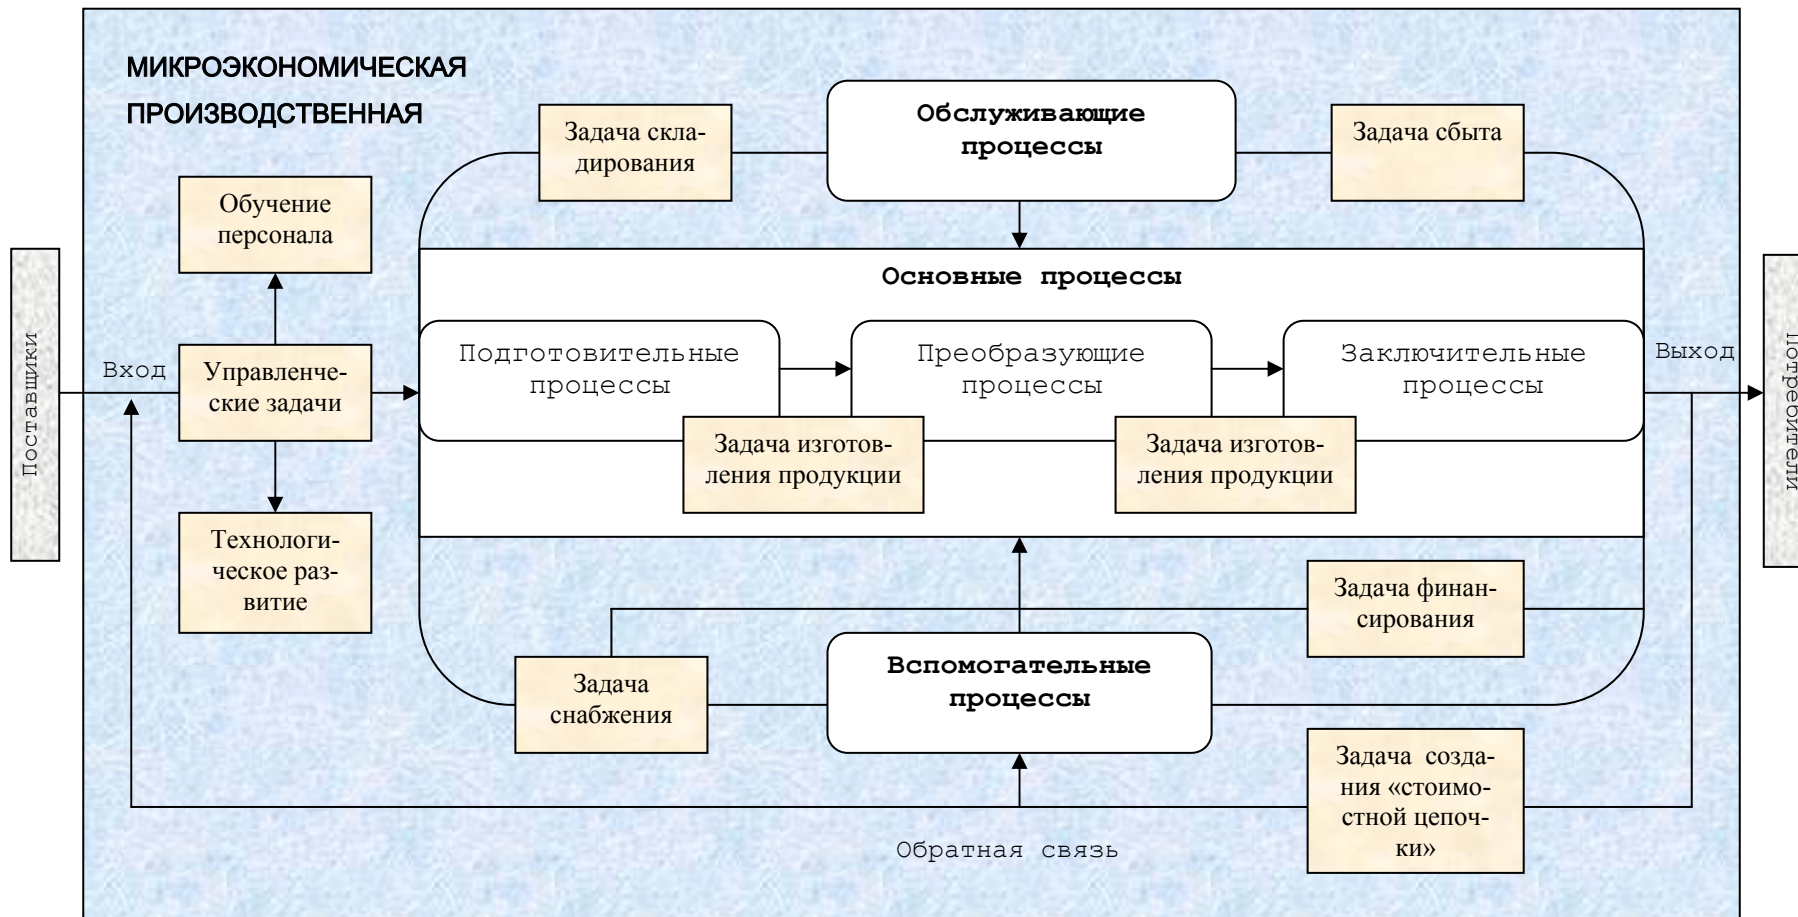 МИКРОЭКОНОМИЧЕСКАЯ
ПРОИЗВОДСТВЕННАЯ
Задача скла-
дирования
Обслуживающие
процессы
Задача сбыта
Обучение
персонала
Основные процессы
Поставщики
Вход
Управленче-
ские задачи
Подготовительные
процессы
Преобразующие
процессы
Заключительные
процессы
Выход
Потребители
Задача изготов-
ления продукции
Задача изготов-
ления продукции
Технологи-
ческое раз-
витие
Задача финан-
сирования
Задача
снабжения
Вспомогательные
процессы
Задача создa-
ния «стоимо-
стной цепоч-
ки»
Обратная связь